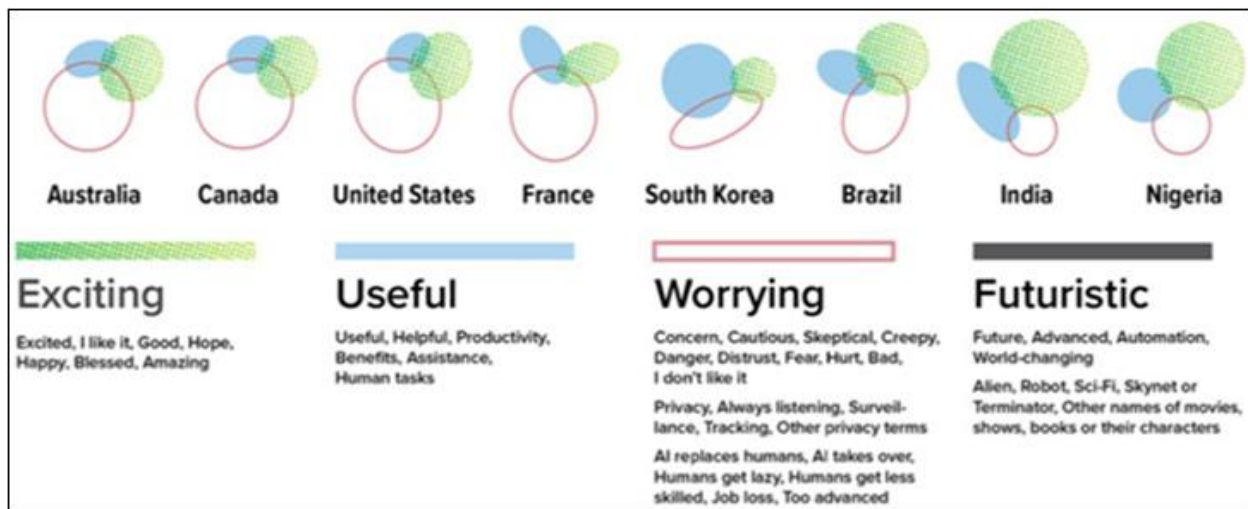 Australia
Canada
United States
France
South Korea
Brazil
India
Nigeria
Exciting
Excited, I like it, Good, Hope,
Happy, Blessed, Amazing
Useful
Useful, Helpful, Productivity,
Benefits, Assistance,
Human tasks
Worrying
Concern, Cautious, Skeptical, Creepy,
Danger, Distrust, Fear, Hurt, Bad,
I don't like it
Privacy, Always listening, Surveil-
lance, Tracking, Other privacy terms
AI replaces humans, AI takes over,
Humans get lazy, Humans get less
skilled, Job loss, Too advanced
Futuristic
Future, Advanced, Automation,
World-changing
Alien, Robot, Sci-Fi, Skynet or
Terminator, Other names of movies,
shows, books or their characters